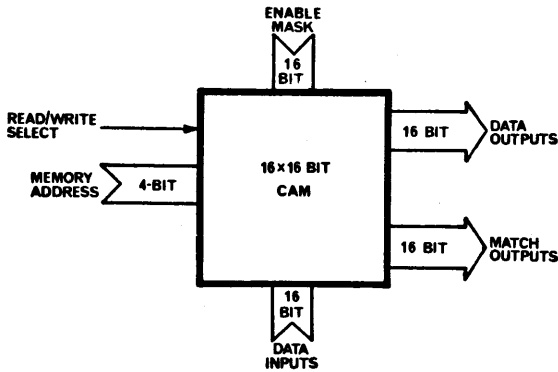 ENABLE
MASK
16
BIT
READ/WRITE
SELECT
16 BIT
DATA
OUTPUTS
MEMORY
ADDRESS
4-BIT
16×16 BIT
CAM
16 BIT
MATCH
OUTPUTS
16
BIT
DATA
INPUTS